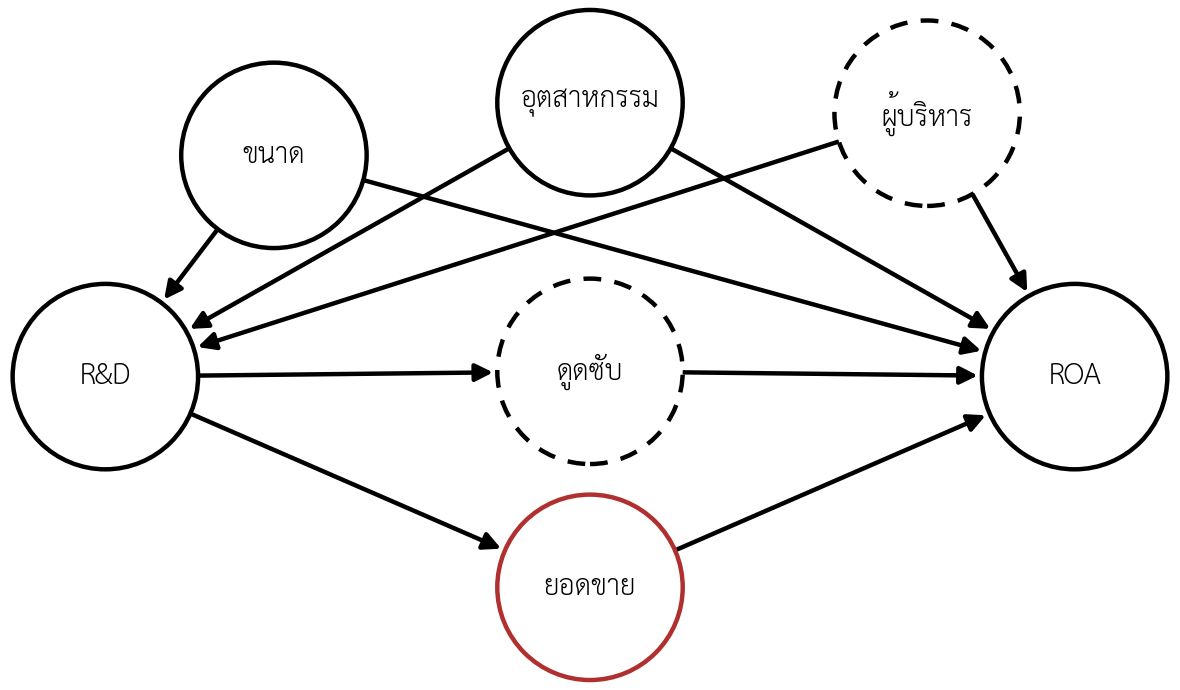 อุตสาหกรรม
ผู้บริหาร
ขนาด
R&D
ดูดซับ
ROA
ยอดขาย